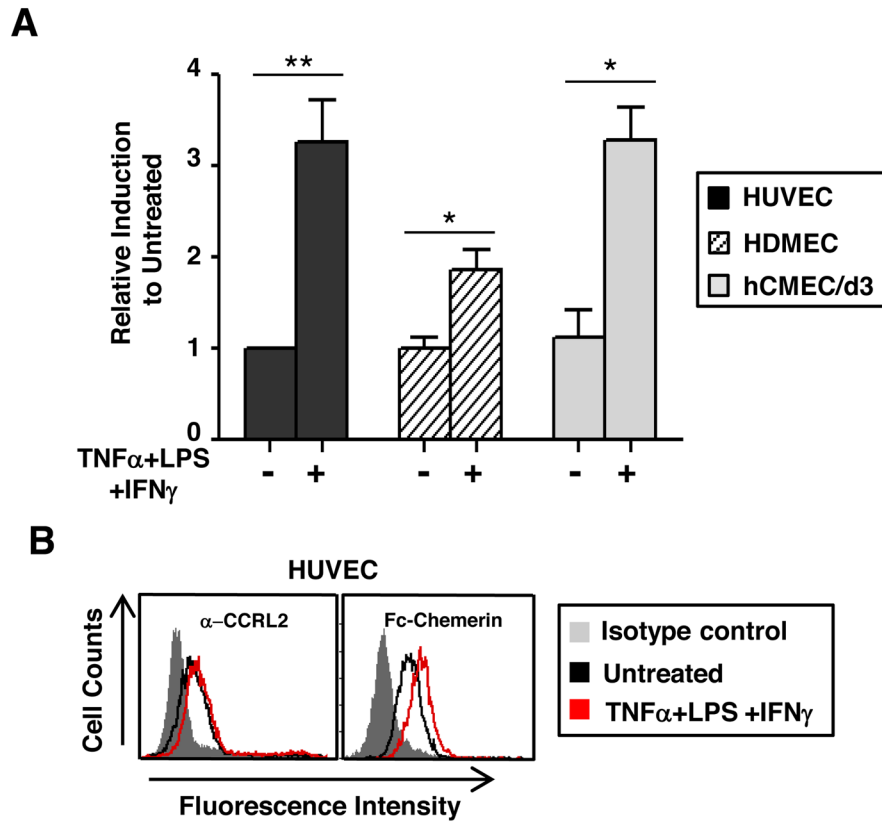 A
Relative Induction
to Untreated
4
3
2
1
0
**
*
*
HUVEC
HDMEC
hCMEC/d3
TNFα+LPS
+IFNγ
- + - + - +
B
HUVEC
α–CCRL2
Fc-Chemerin
Cell Counts
Fluorescence Intensity
Isotype control
Untreated
TNFα+LPS +IFNγ